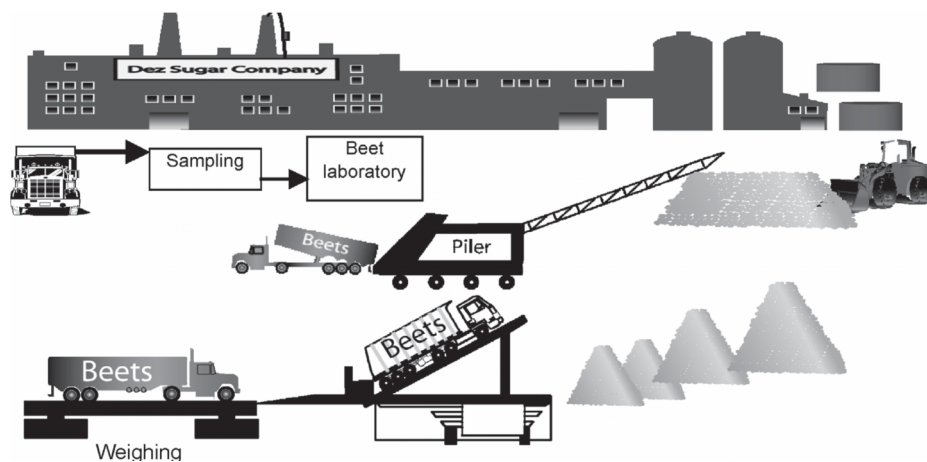 Dez Sugar Company
Sampling
Beet
laboratory
Beets
Piler
Beets
Beets
Weighing